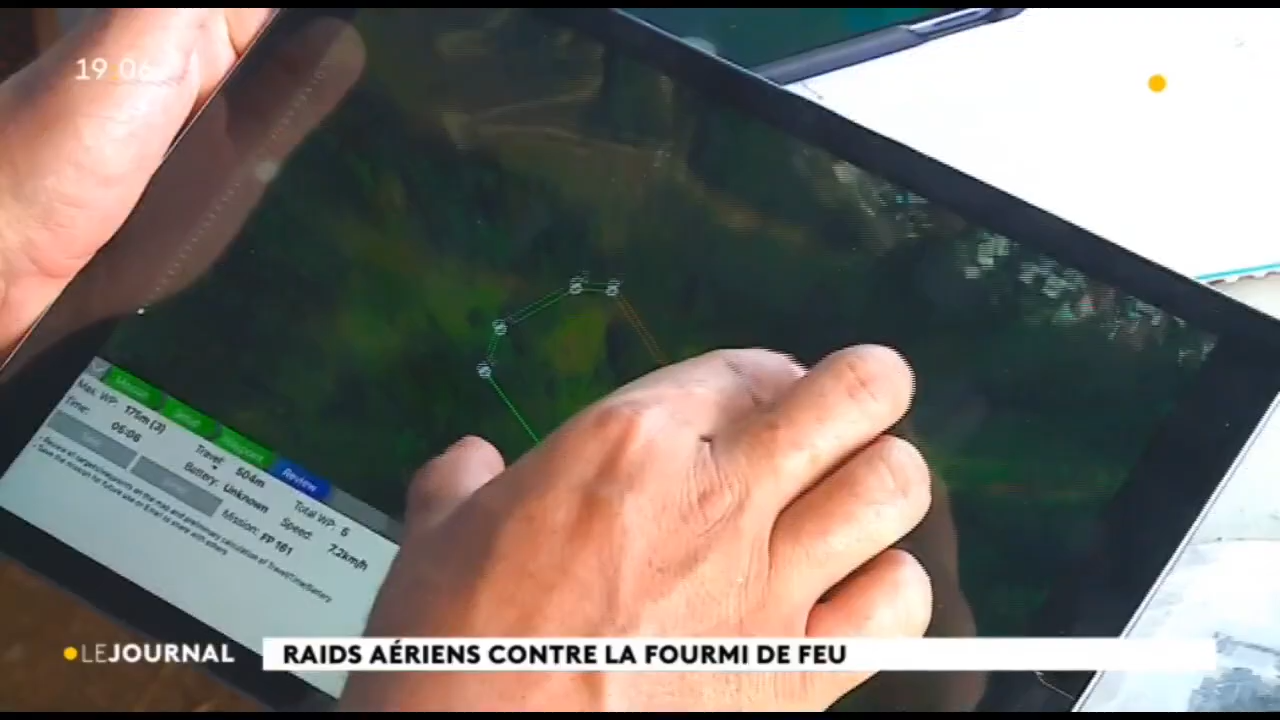 19:06
Max. WP: 175m (3)
Time: 05:06
Travel: 504m
Battery: Unknown
Total WP: 6
Speed: 7.2km/h
Mission: FP 161
Review
LEJOURNAL
RAIDS AÉRIENS CONTRE LA FOURMI DE FEU